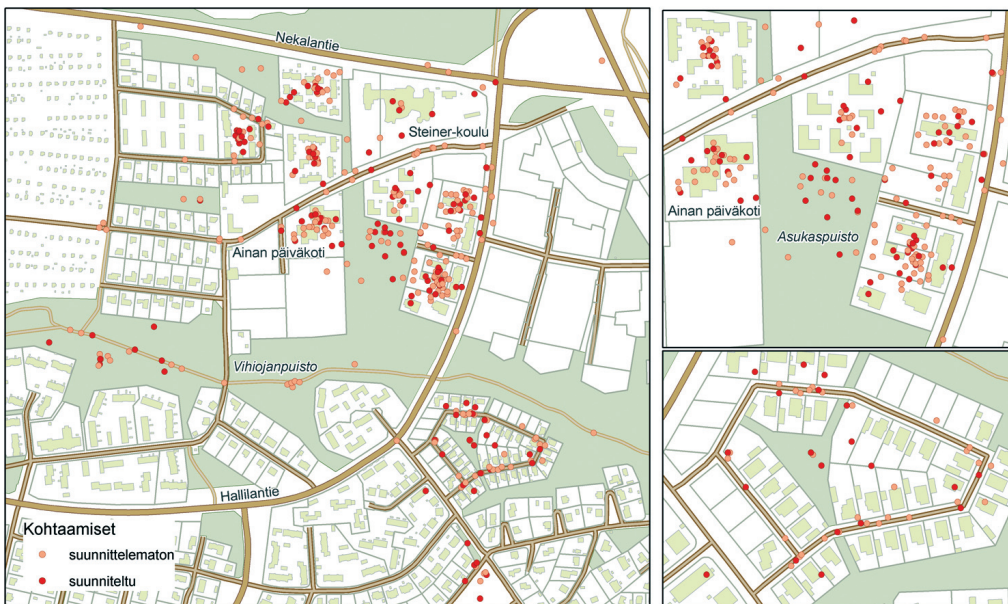 Nekalantie
Steiner-koulu
Ainan päiväkoti
Vihiojanpuisto
Hallilantie
Kohtaamiset
suunnittelematon
suunniteltu
Ainan päiväkoti
Asukaspuisto